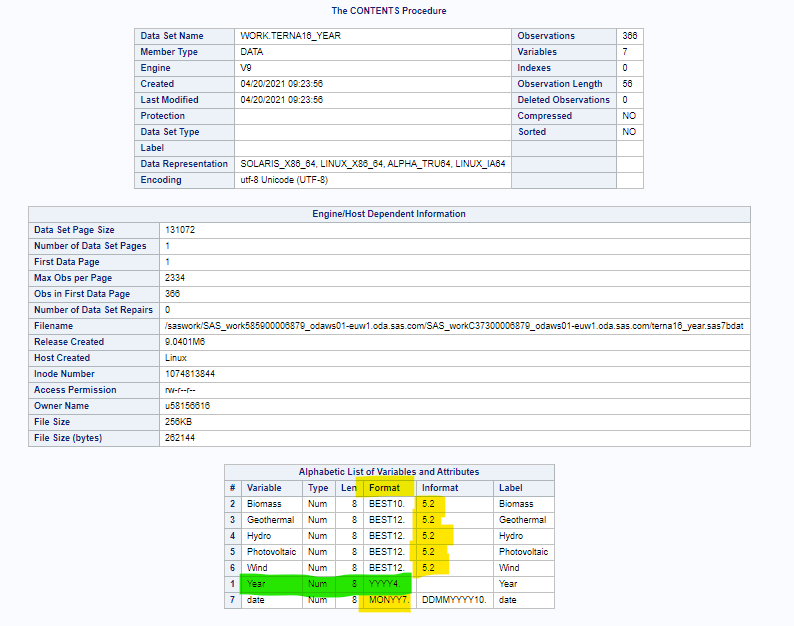 The CONTENTS Procedure
Data Set Name WORK.TERNA16_YEAR Observations 366
Member Type DATA Variables 7
Engine V9 Indexes 0
Created 04/20/2021 09:23:56 Observation Length 56
Last Modified 04/20/2021 09:23:56 Deleted Observations 0
Protection Compressed NO
Data Set Type Sorted NO
Label
Data Representation SOLARIS_X86_64, LINUX_X86_64, ALPHA_TRU64, LINUX_IA64
Encoding utf-8 Unicode (UTF-8)
Engine/Host Dependent Information
Data Set Page Size 131072
Number of Data Set Pages 1
First Data Page 1
Max Obs per Page 2334
Obs in First Data Page 366
Number of Data Set Repairs 0
Filename /saswork/SAS_work585900006879_odaws01-euw1.oda.sas.com/SAS_workC37300006879_odaws01-euw1.oda.sas.com/terna16_year.sas7bdat
Release Created 9.0401M6
Host Created Linux
Inode Number 1074813844
Access Permission rw-r--r--
Owner Name u58156616
File Size 256KB
File Size (bytes) 262144
Alphabetic List of Variables and Attributes
# Variable Type Len Format Informat Label
2 Biomass Num 8 BEST10. 5.2 Biomass
3 Geothermal Num 8 BEST12. 5.2 Geothermal
4 Hydro Num 8 BEST12. 5.2 Hydro
5 Photovoltaic Num 8 BEST12. 5.2 Photovoltaic
6 Wind Num 8 BEST12. 5.2 Wind
1 Year Num 8 YYYY4. Year
7 date Num 8 MONYY7. DDMMYYYY10. date